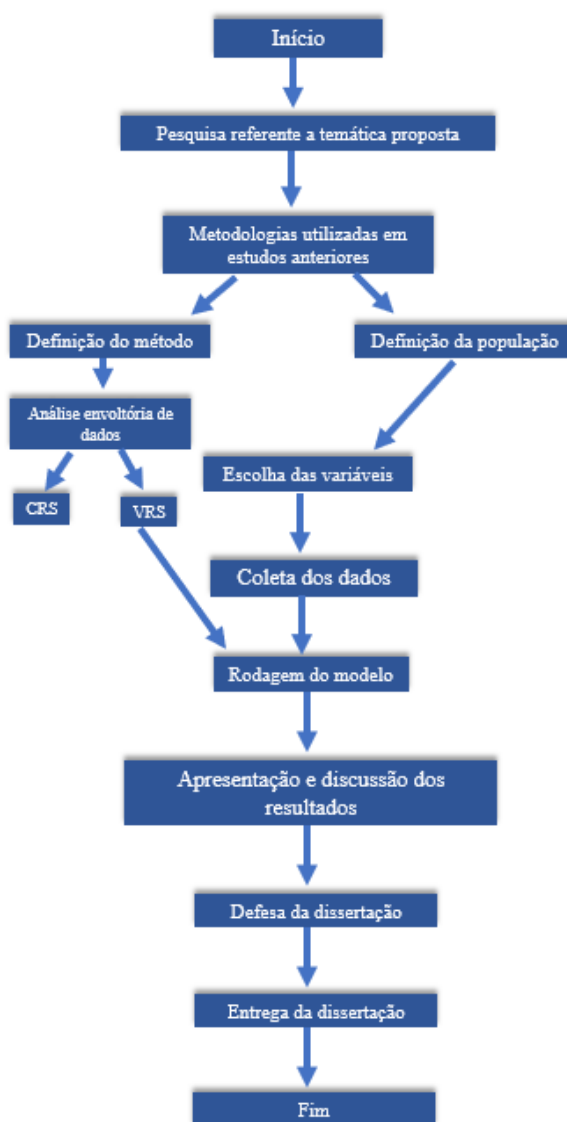 Início
Pesquisa referente a temática proposta
Metodologias utilizadas em
estudos anteriores
Definição do método
Definição da população
Análise envoltória de
dados
Escolha das variáveis
CRS
VRS
Coleta dos dados
Rodagem do modelo
Apresentação e discussão dos
resultados
Defesa da dissertação
Entrega da dissertação
Fim